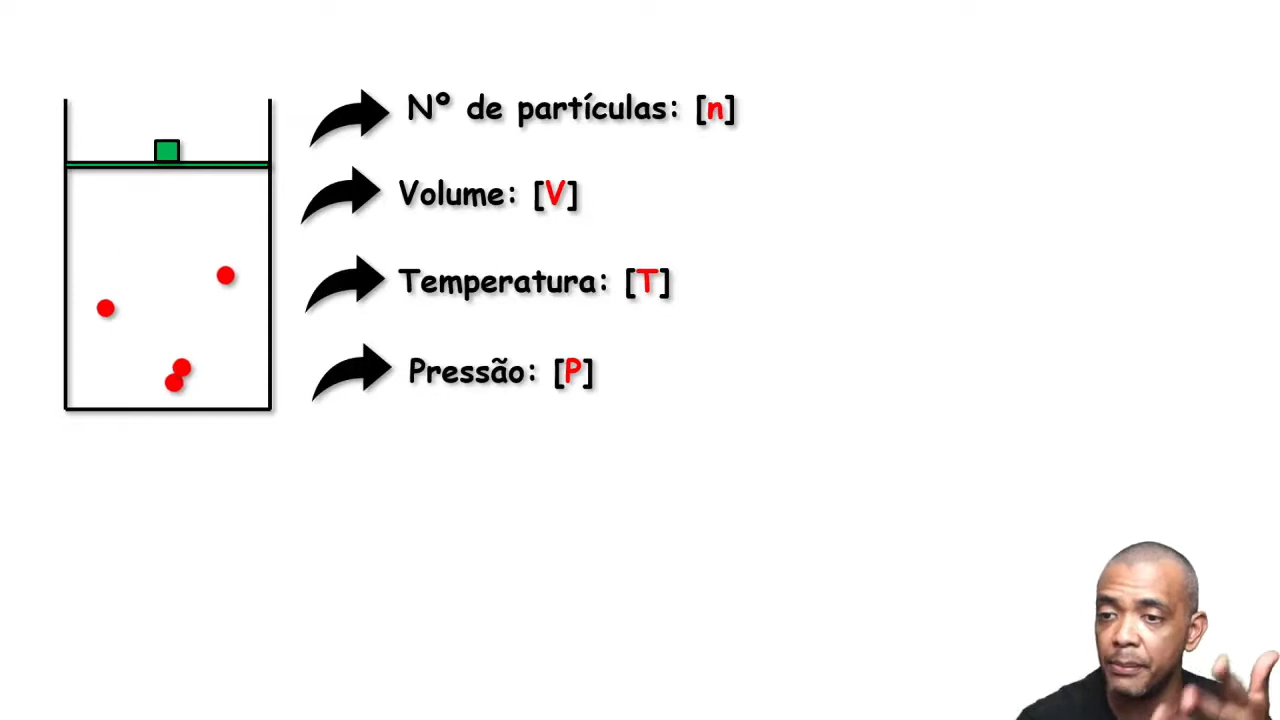 Nº de partículas: [n]
Volume: [V]
Temperatura: [T]
Pressão: [P]